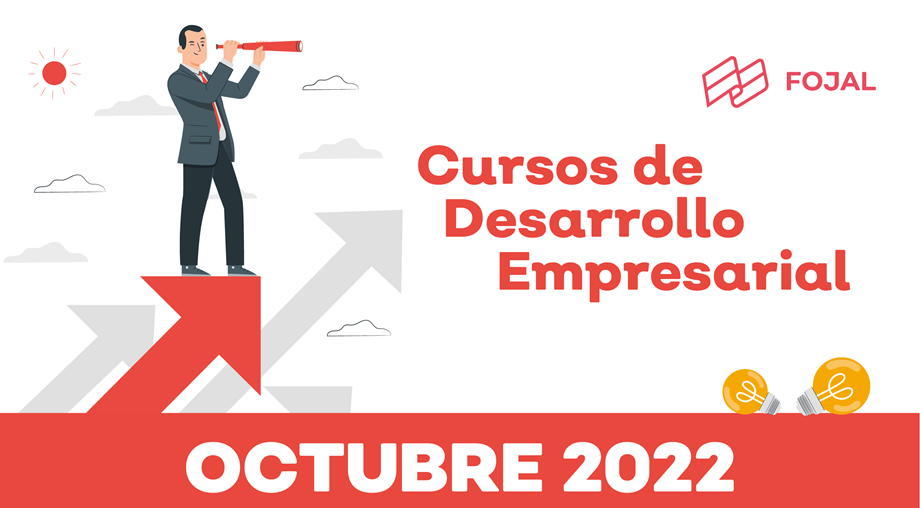 FOJAL
Cursos de
Desarrollo
Empresarial
OCTUBRE 2022